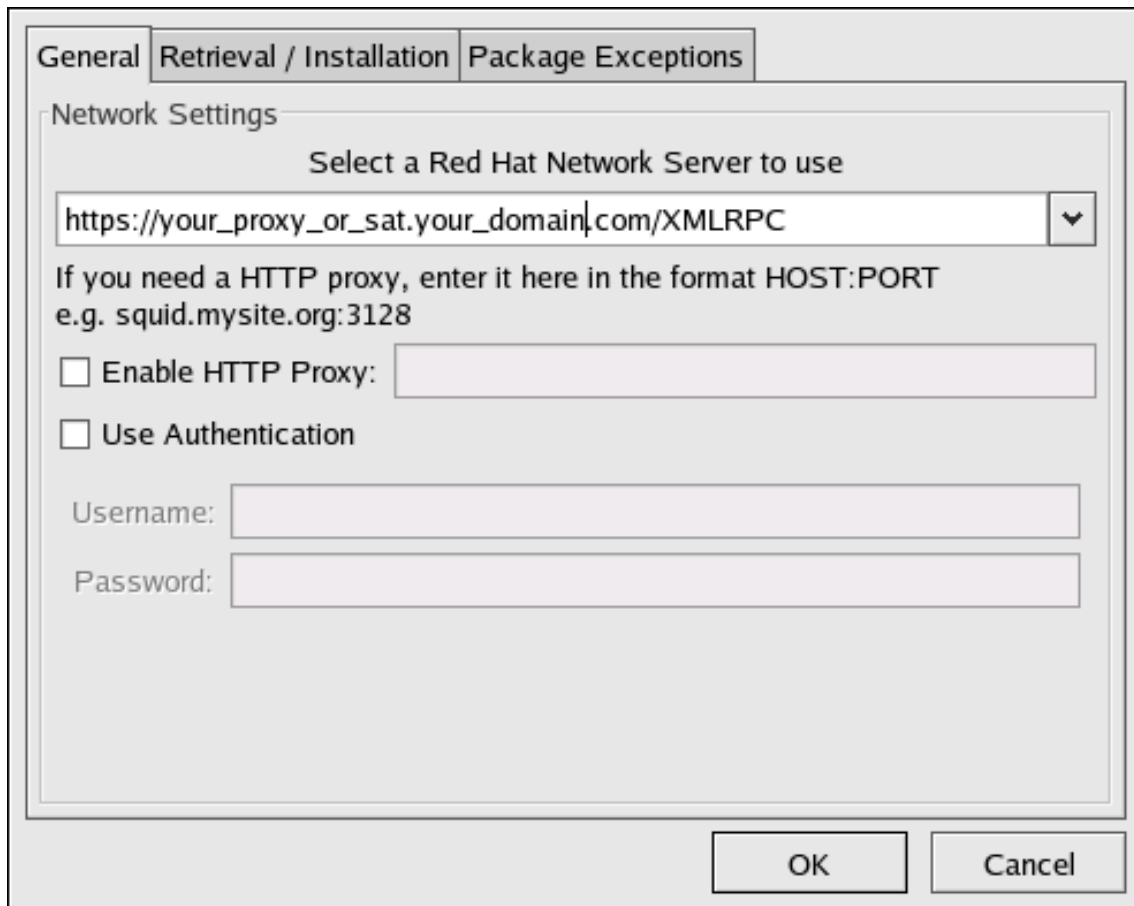 General Retrieval / Installation Package Exceptions
Network Settings
Select a Red Hat Network Server to use
https://your_proxy_or_sat.your_domain.com/XMLRPC
If you need a HTTP proxy, enter it here in the format HOST:PORT
e.g. squid.mysite.org:3128
Enable HTTP Proxy:
Use Authentication
Username:
Password:
OK Cancel